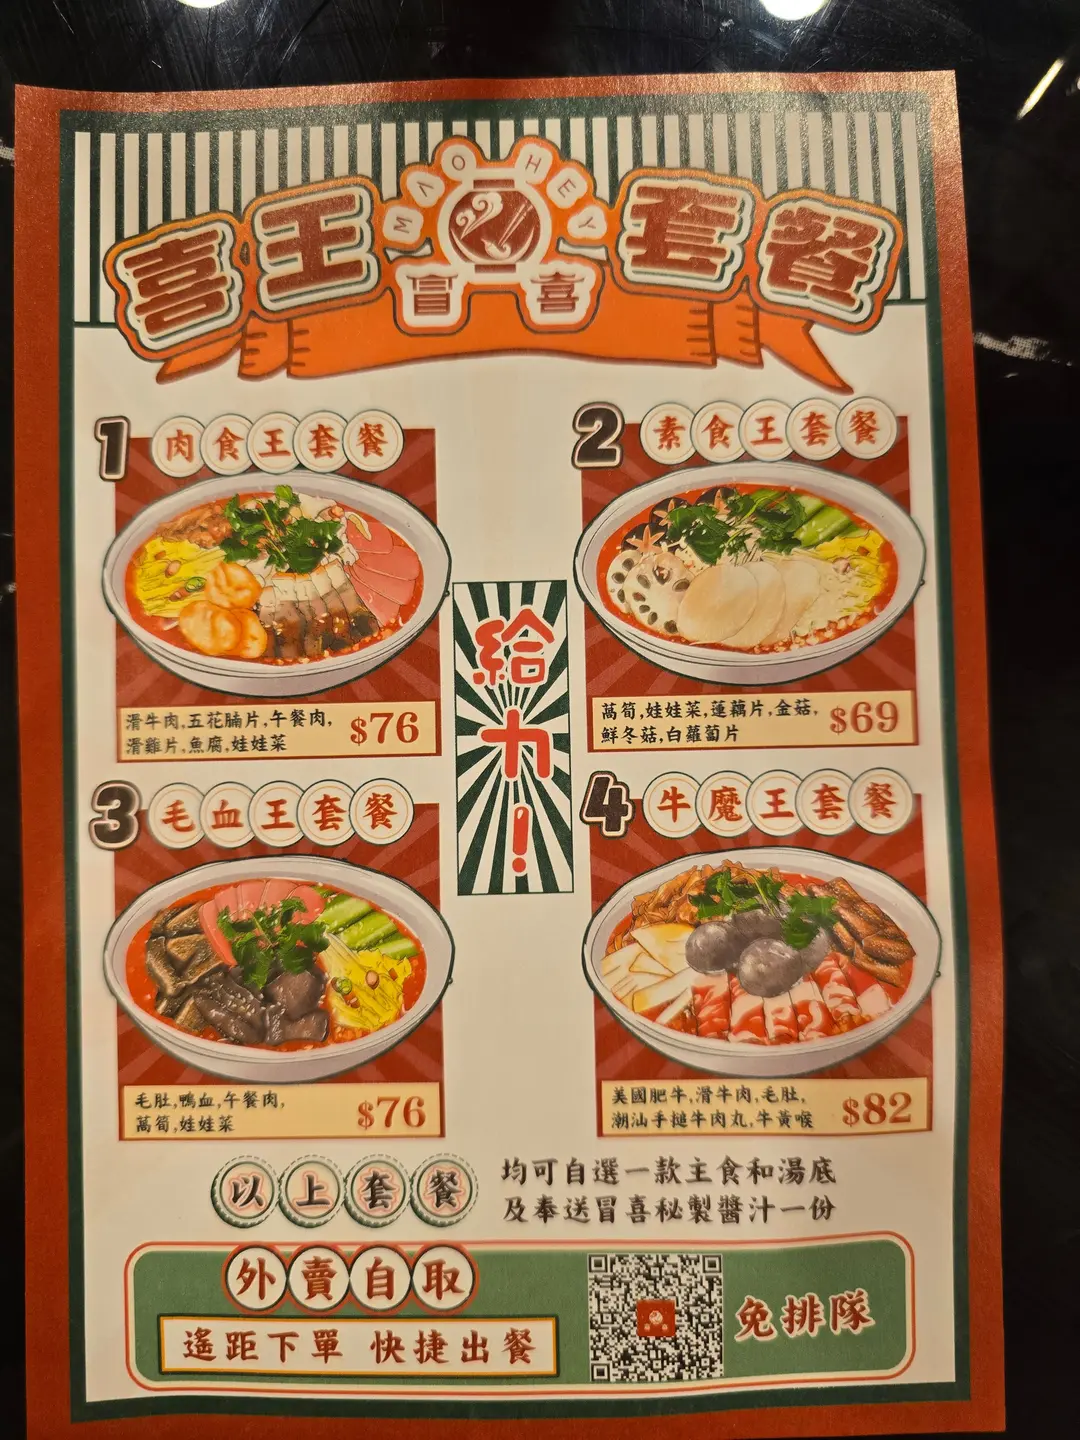 MAO HEY
喜王套餐
冒喜
1 肉食王套餐
滑牛肉,五花腩片,午餐肉,
滑雞片,魚腐,娃娃菜
$76
2 素食王套餐
萵筍,娃娃菜,蓮藕片,金菇,
鮮冬菇,白蘿蔔片
$69
給力!
3 毛血王套餐
毛肚,鴨血,午餐肉,
萵筍,娃娃菜
$76
4 牛魔王套餐
美國肥牛,滑牛肉,毛肚,
潮汕手搥牛肉丸,牛黃喉
$82
以上套餐
均可自選一款主食和湯底
及奉送冒喜秘製醬汁一份
外賣自取
遙距下單 快捷出餐
免排隊